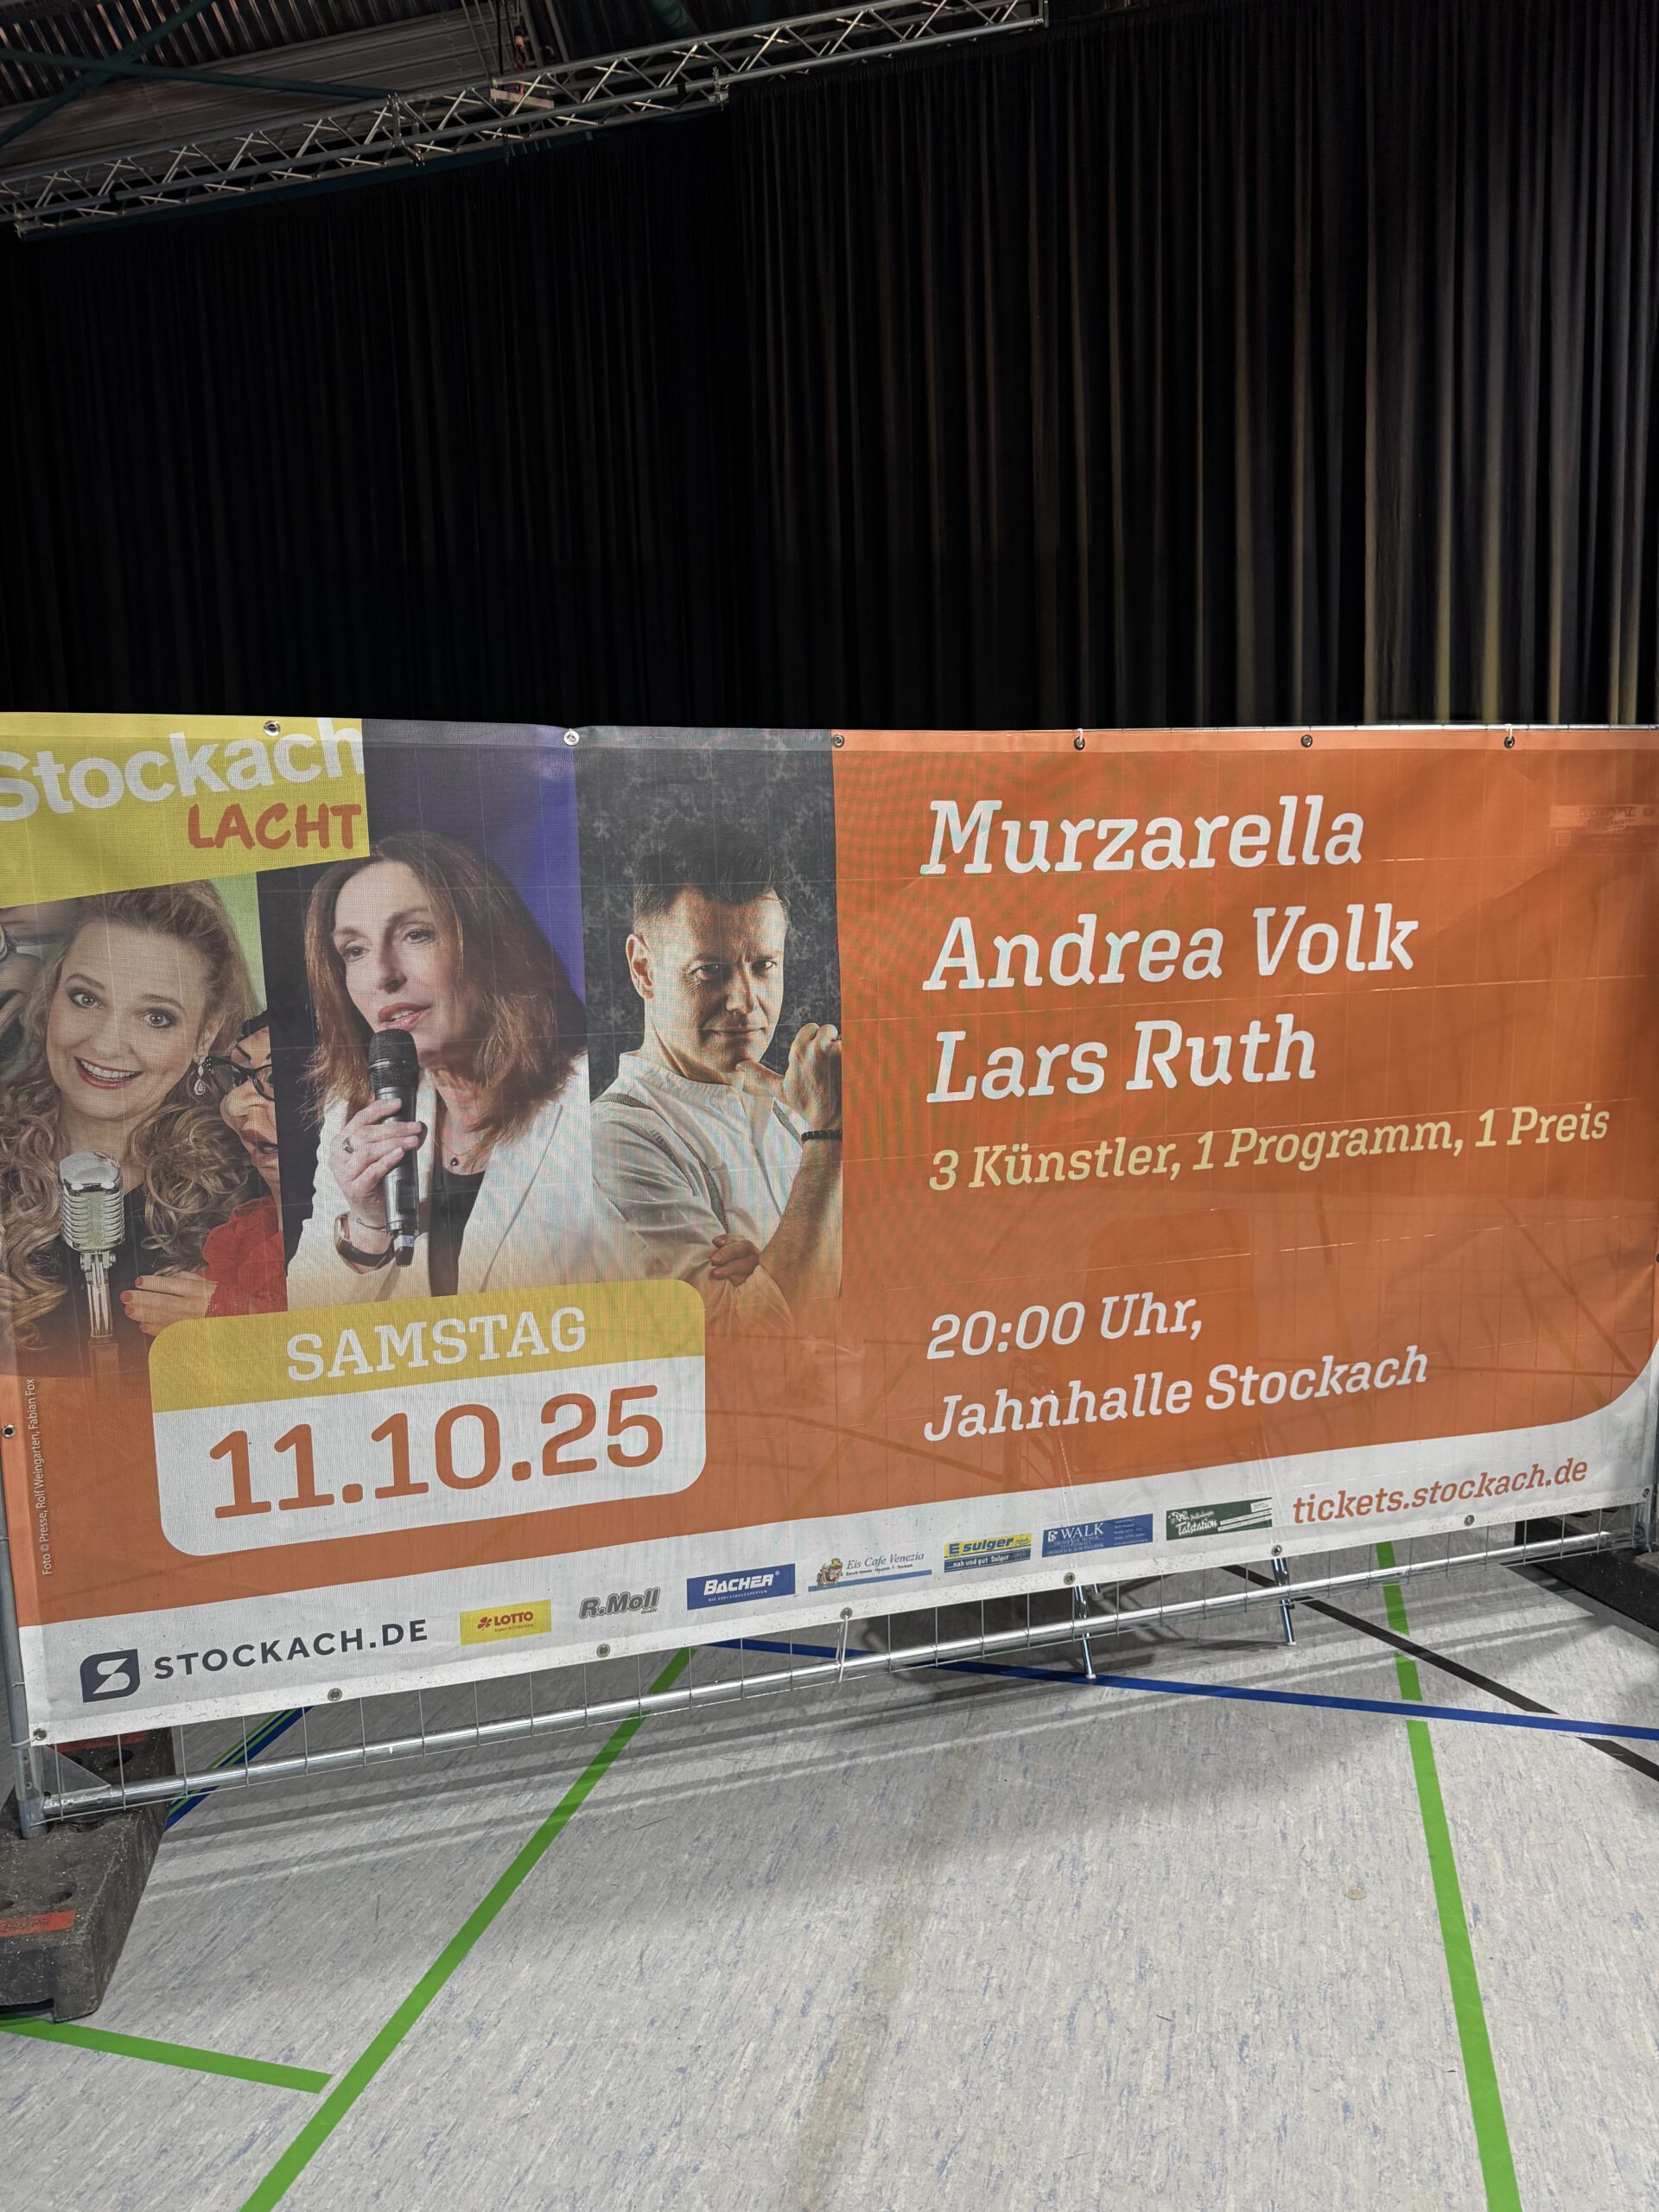 Stockach
LACHT
Murzarella
Andrea Volk
Lars Ruth
3 Künstler, 1 Programm, 1 Preis
20:00 Uhr,
Jahnhalle Stockach
SAMSTAG
11.10.25
Foto © Presse, Rolf Weingarten, Fabian Fox
STOCKACH.DE
LOTTO
R.Moll
BACHER®
Eis Cafe Venezia
E sulger
...nah und gut Sulger
WALK
Talstation
tickets.stockach.de